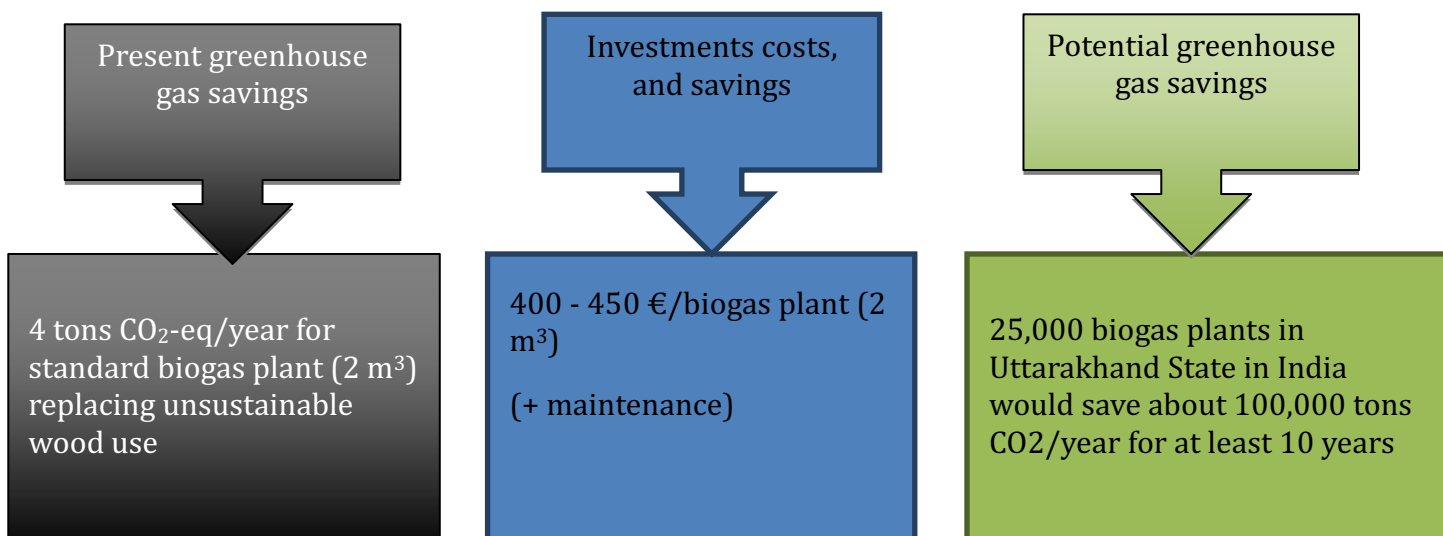 Present greenhouse
gas savings
4 tons CO₂-eq/year for
standard biogas plant (2 m³)
replacing unsustainable
wood use
Investments costs,
and savings
400 - 450 €/biogas plant (2
m³)
(+ maintenance)
Potential greenhouse
gas savings
25,000 biogas plants in
Uttarakhand State in India
would save about 100,000 tons
CO2/year for at least 10 years